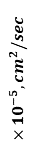 × 10⁻⁵, cm²/sec